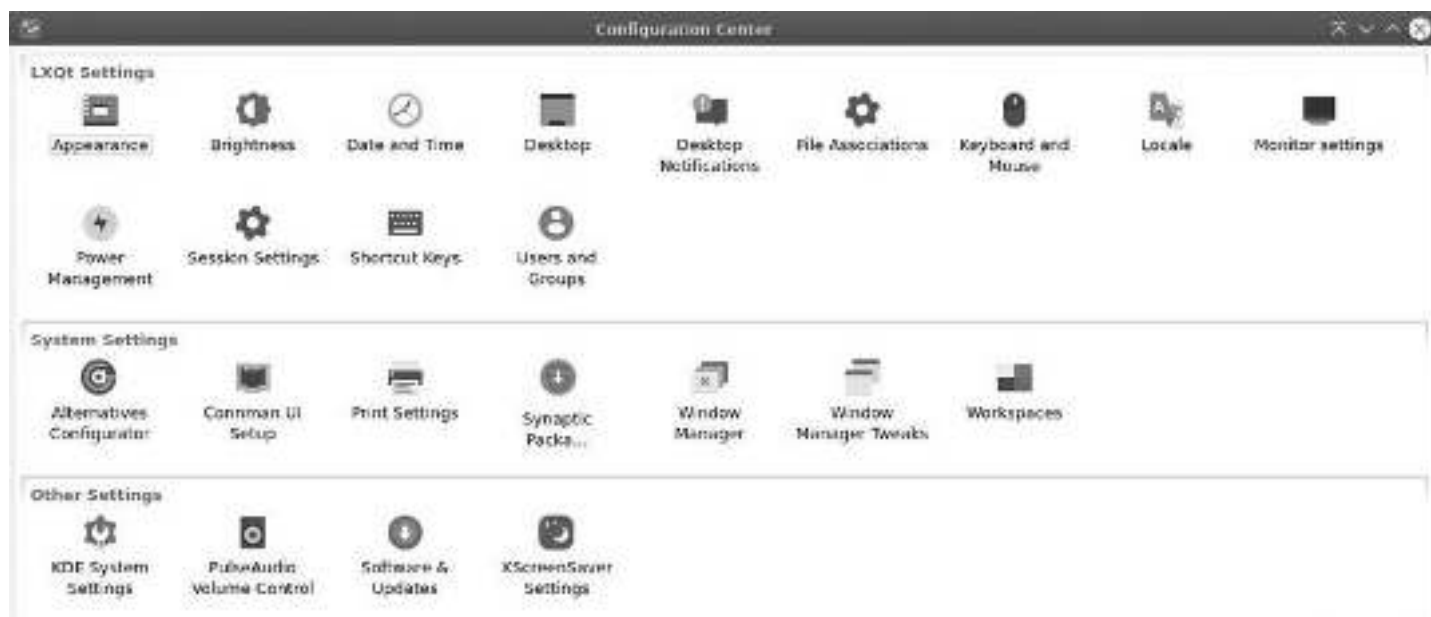 Configuration Center
LXQt Settings
Appearance
Brightness
Date and Time
Desktop
Desktop
Notifications
File Associations
Keyboard and
Mouse
Locale
Monitor settings
Power
Management
Session Settings
Shortcut Keys
Users and
Groups
System Settings
Alternatives
Configurator
Connman UI
Setup
Print Settings
Synaptic
Packa...
Window
Manager
Window
Manager Tweaks
Workspaces
Other Settings
KDE System
Settings
PulseAudio
Volume Control
Software &
Updates
XScreenSaver
Settings